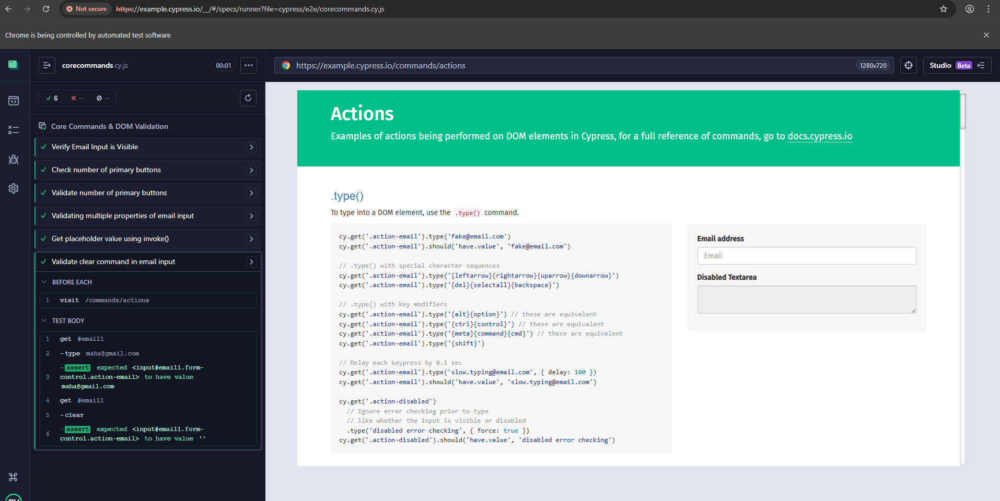 Not secure https://example.cypress.io/__/#/specs/runner?file=cypress/e2e/corecommands.cy.js
Chrome is being controlled by automated test software
corecommands.cy.js 00:01
https://example.cypress.io/commands/actions 1280x720 Studio Beta
6 -- --
Core Commands & DOM Validation
Verify Email Input is Visible
Check number of primary buttons
Validate number of primary buttons
Validating multiple properties of email input
Get placeholder value using invoke()
Validate clear command in email input
BEFORE EACH
1 visit /commands/actions
TEST BODY
1 get #email1
2 -type maha@gmail.com
-assert expected <input#email1.form-
3 control.action-email> to have value
maha@gmail.com
4 get #email1
5 -clear
-assert expected <input#email1.form-
6 control.action-email> to have value ''
Actions
Examples of actions being performed on DOM elements in Cypress, for a full reference of commands, go to docs.cypress.io
.type()
To type into a DOM element, use the .type() command.
cy.get('.action-email').type('fake@email.com')
cy.get('.action-email').should('have.value', 'fake@email.com')
// .type() with special character sequences
cy.get('.action-email').type('{leftarrow}{rightarrow}{uparrow}{downarrow}')
cy.get('.action-email').type('{del}{selectall}{backspace}')
// .type() with key modifiers
cy.get('.action-email').type('{alt}{option}') // these are equivalent
cy.get('.action-email').type('{ctrl}{control}') // these are equivalent
cy.get('.action-email').type('{meta}{command}{cmd}') // these are equivalent
cy.get('.action-email').type('{shift}')
// Delay each keypress by 0.1 sec
cy.get('.action-email').type('slow.typing@email.com', { delay: 100 })
cy.get('.action-email').should('have.value', 'slow.typing@email.com')
cy.get('.action-disabled')
// Ignore error checking prior to type
// like whether the input is visible or disabled
.type('disabled error checking', { force: true })
cy.get('.action-disabled').should('have.value', 'disabled error checking')
Email address
Email
Disabled Textarea